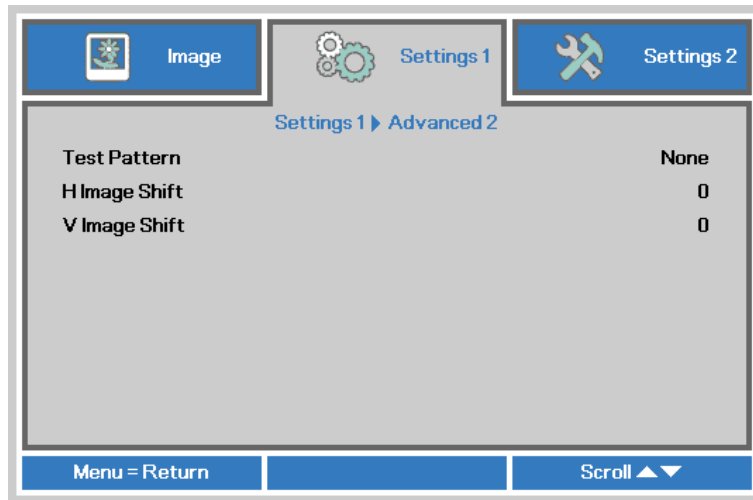 Image
Settings 1
Settings 2
Settings 1 ▶ Advanced 2
Test Pattern None
H Image Shift 0
V Image Shift 0
Menu = Return
Scroll ▲▼